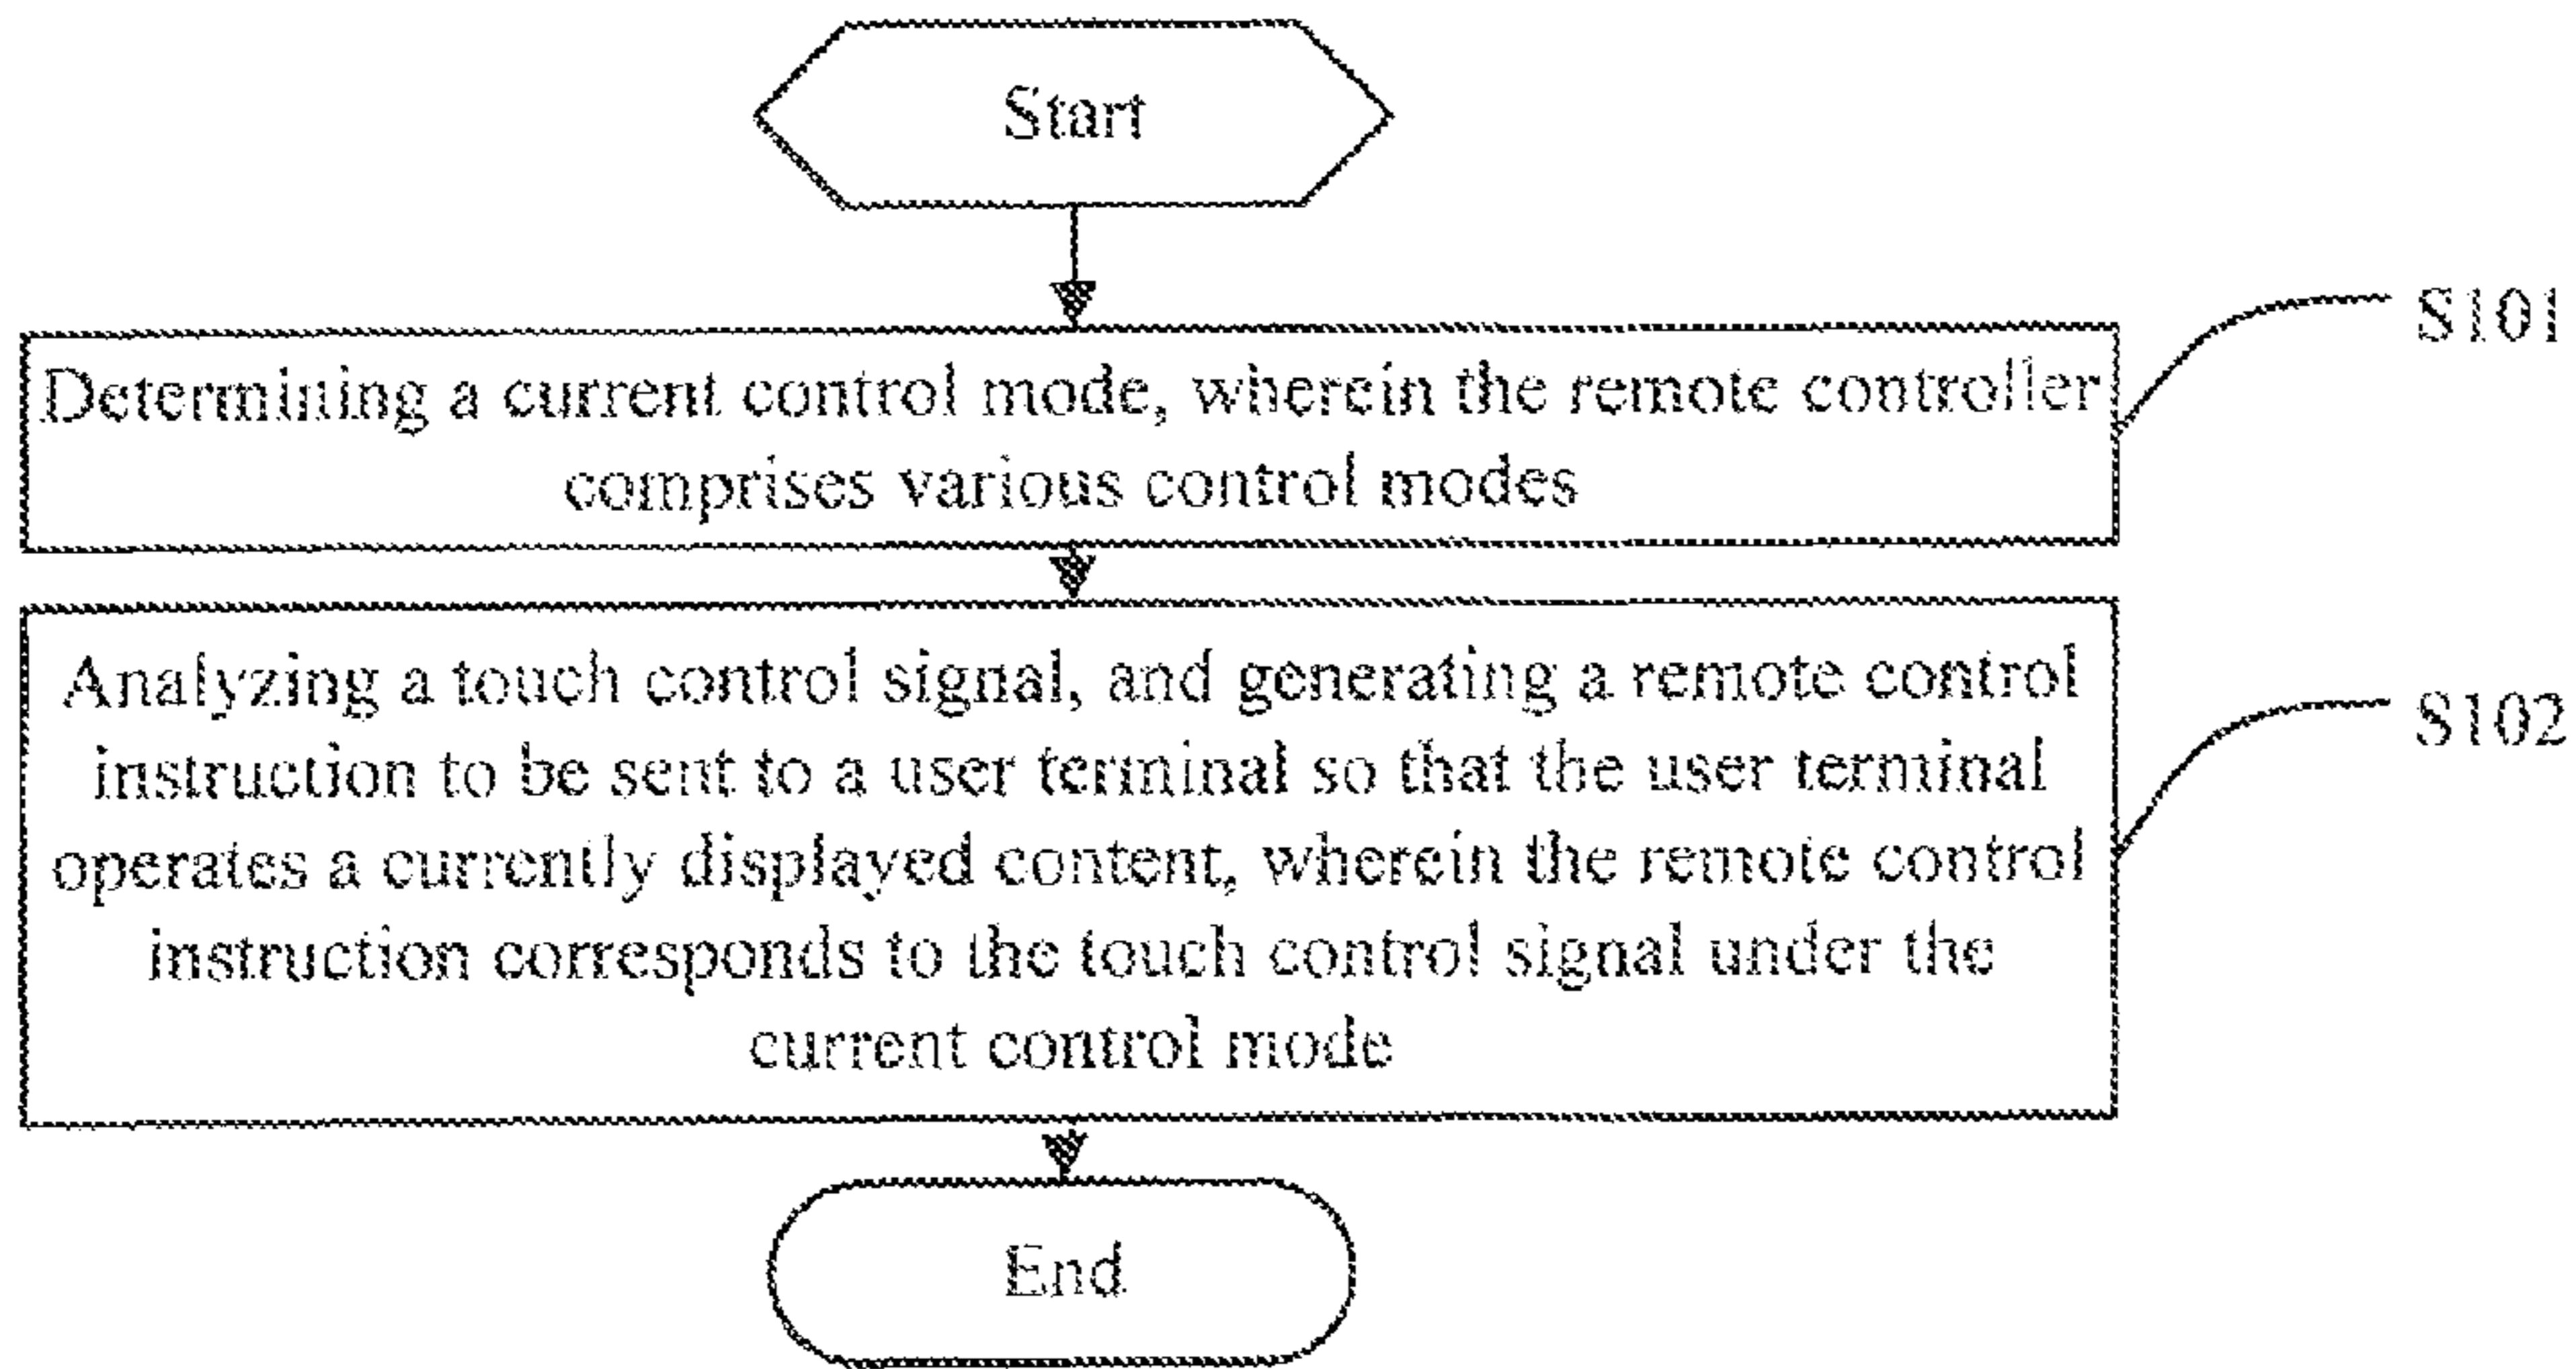 Start
S101
Determining a current control mode, wherein the remote controller
comprises various control modes
Analyzing a touch control signal, and generating a remote control
instruction to be sent to a user terminal so that the user terminal
operates a currently displayed content, wherein the remote control
instruction corresponds to the touch control signal under the
current control mode
S102
End